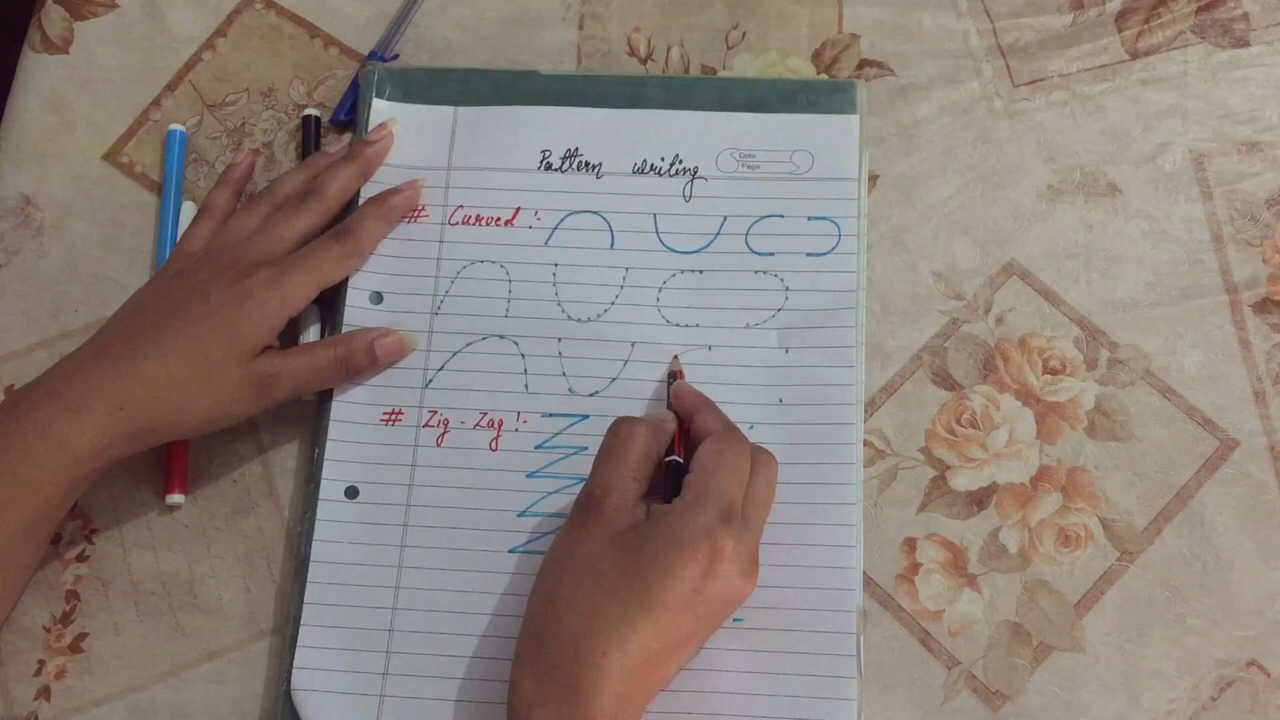 Pattern writing
Date
Page
# Curved :-
# Zig - Zag :-